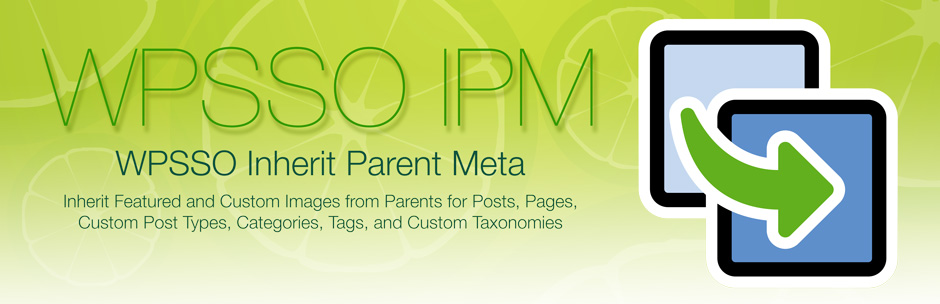 WPSSO IPM
WPSSO Inherit Parent Meta
Inherit Featured and Custom Images from Parents for Posts, Pages,
Custom Post Types, Categories, Tags, and Custom Taxonomies